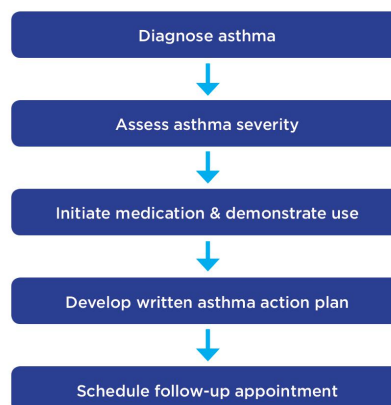 Diagnose asthma
Assess asthma severity
Initiate medication & demonstrate use
Develop written asthma action plan
Schedule follow-up appointment